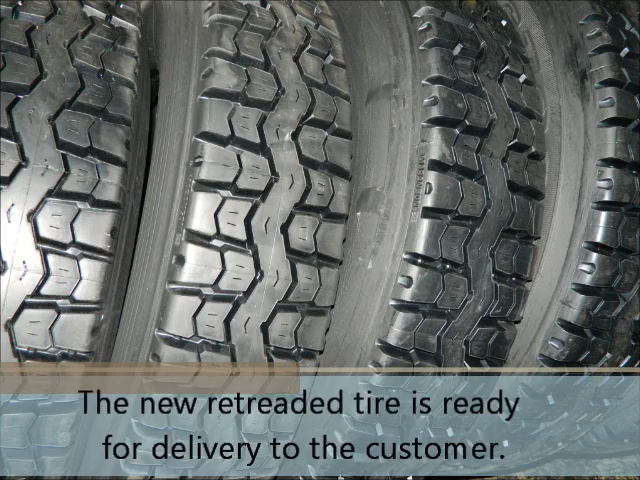 The new retreaded tire is ready
for delivery to the customer.